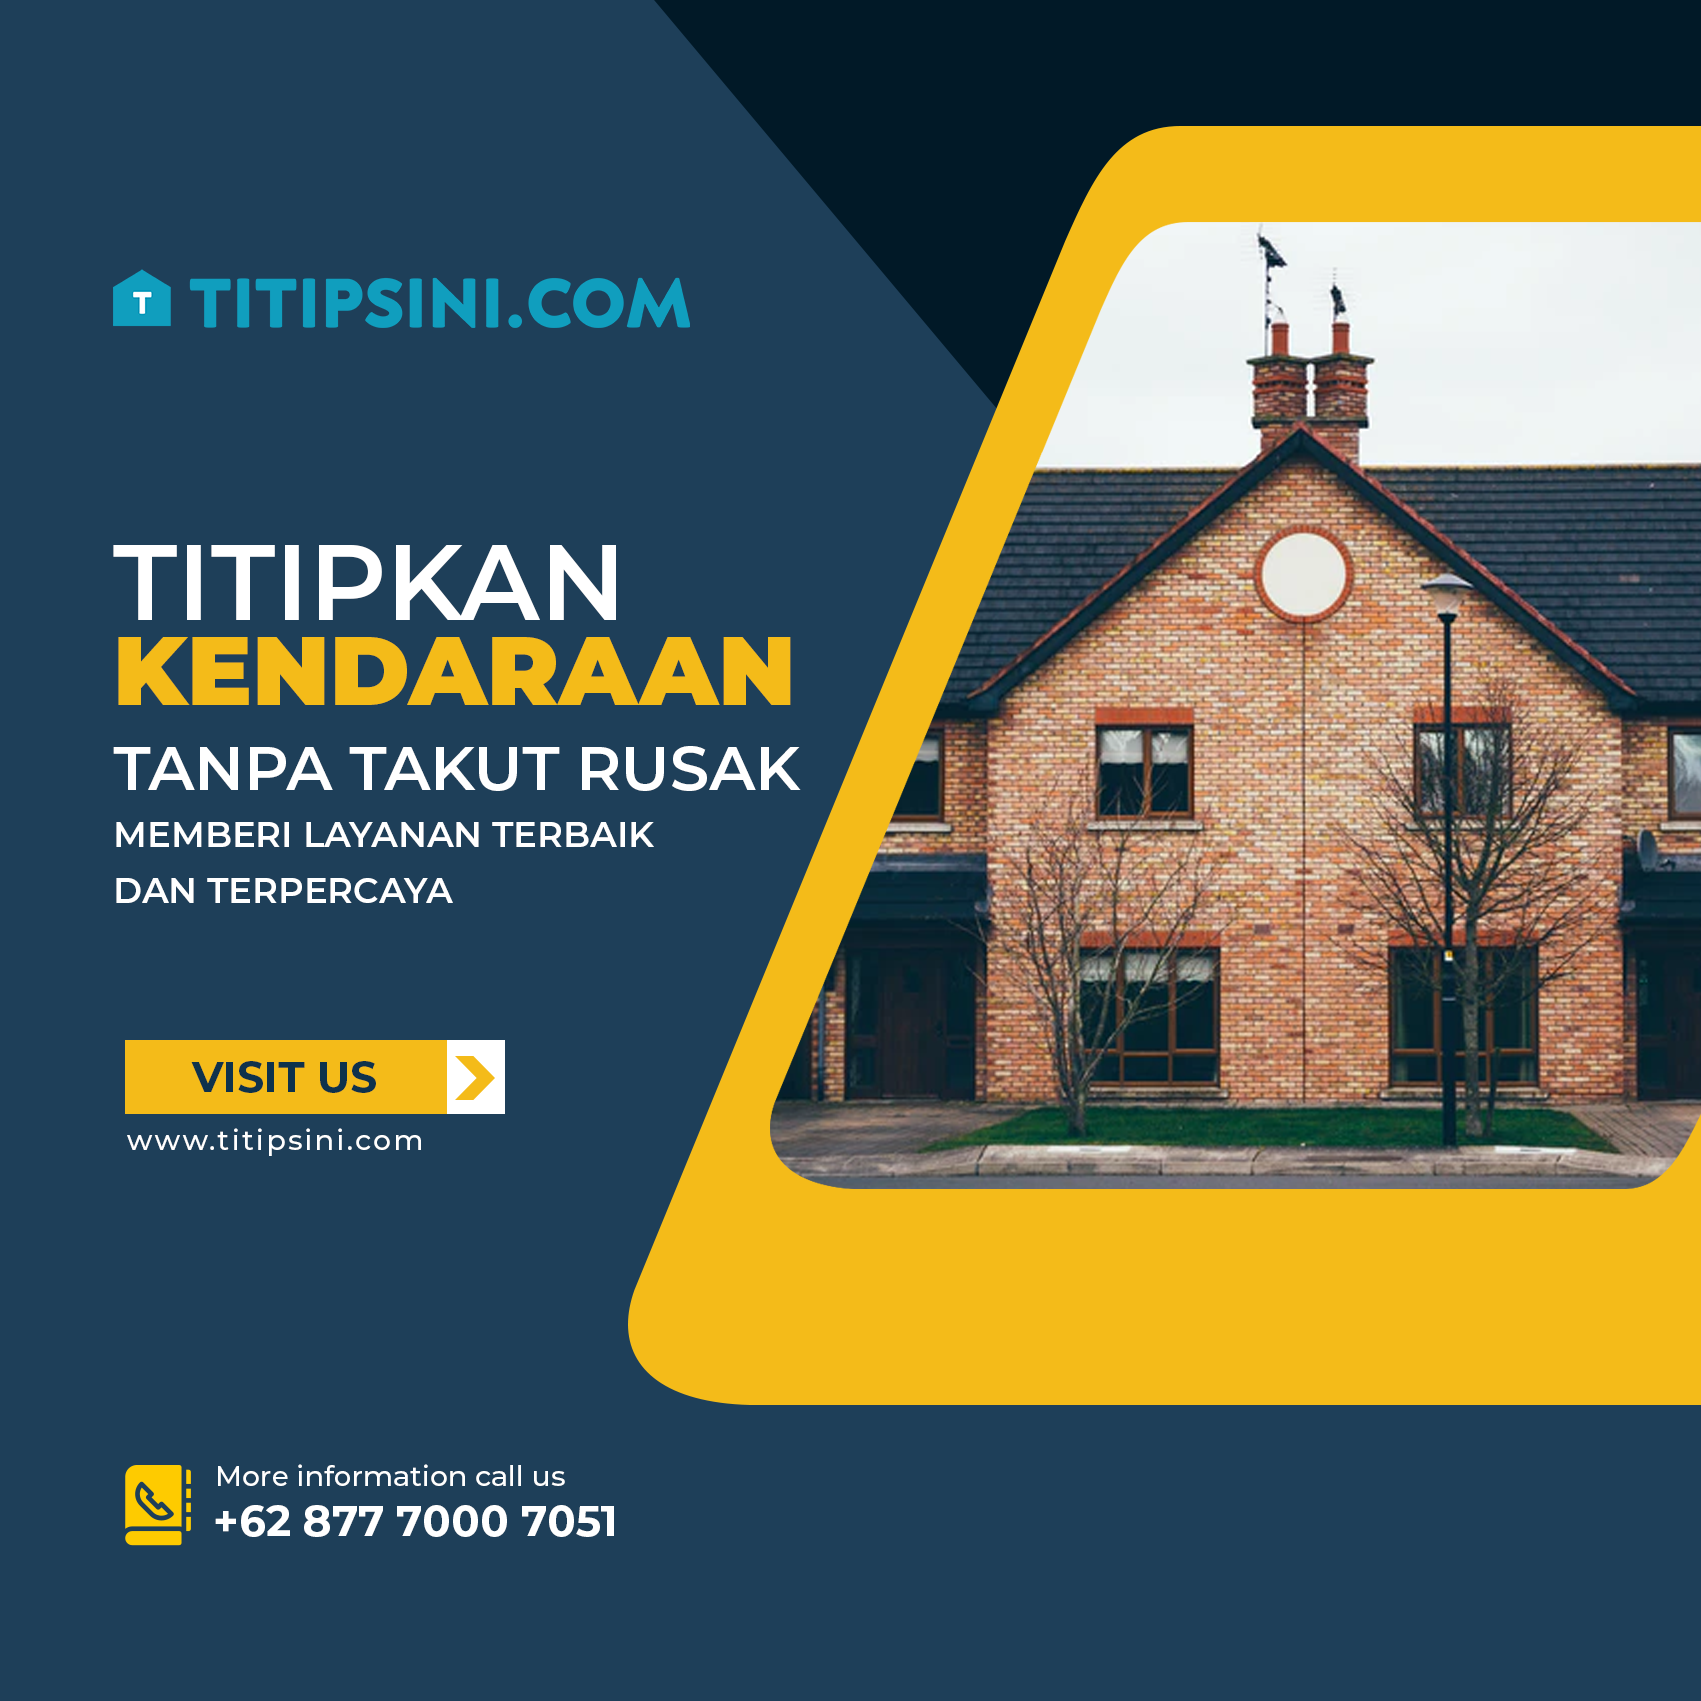 T TITIPSINI.COM
TITIPKAN
KENDARAAN
TANPA TAKUT RUSAK
MEMBERI LAYANAN TERBAIK
DAN TERPERCAYA
VISIT US
www.titipsini.com
More information call us
+62 877 7000 7051